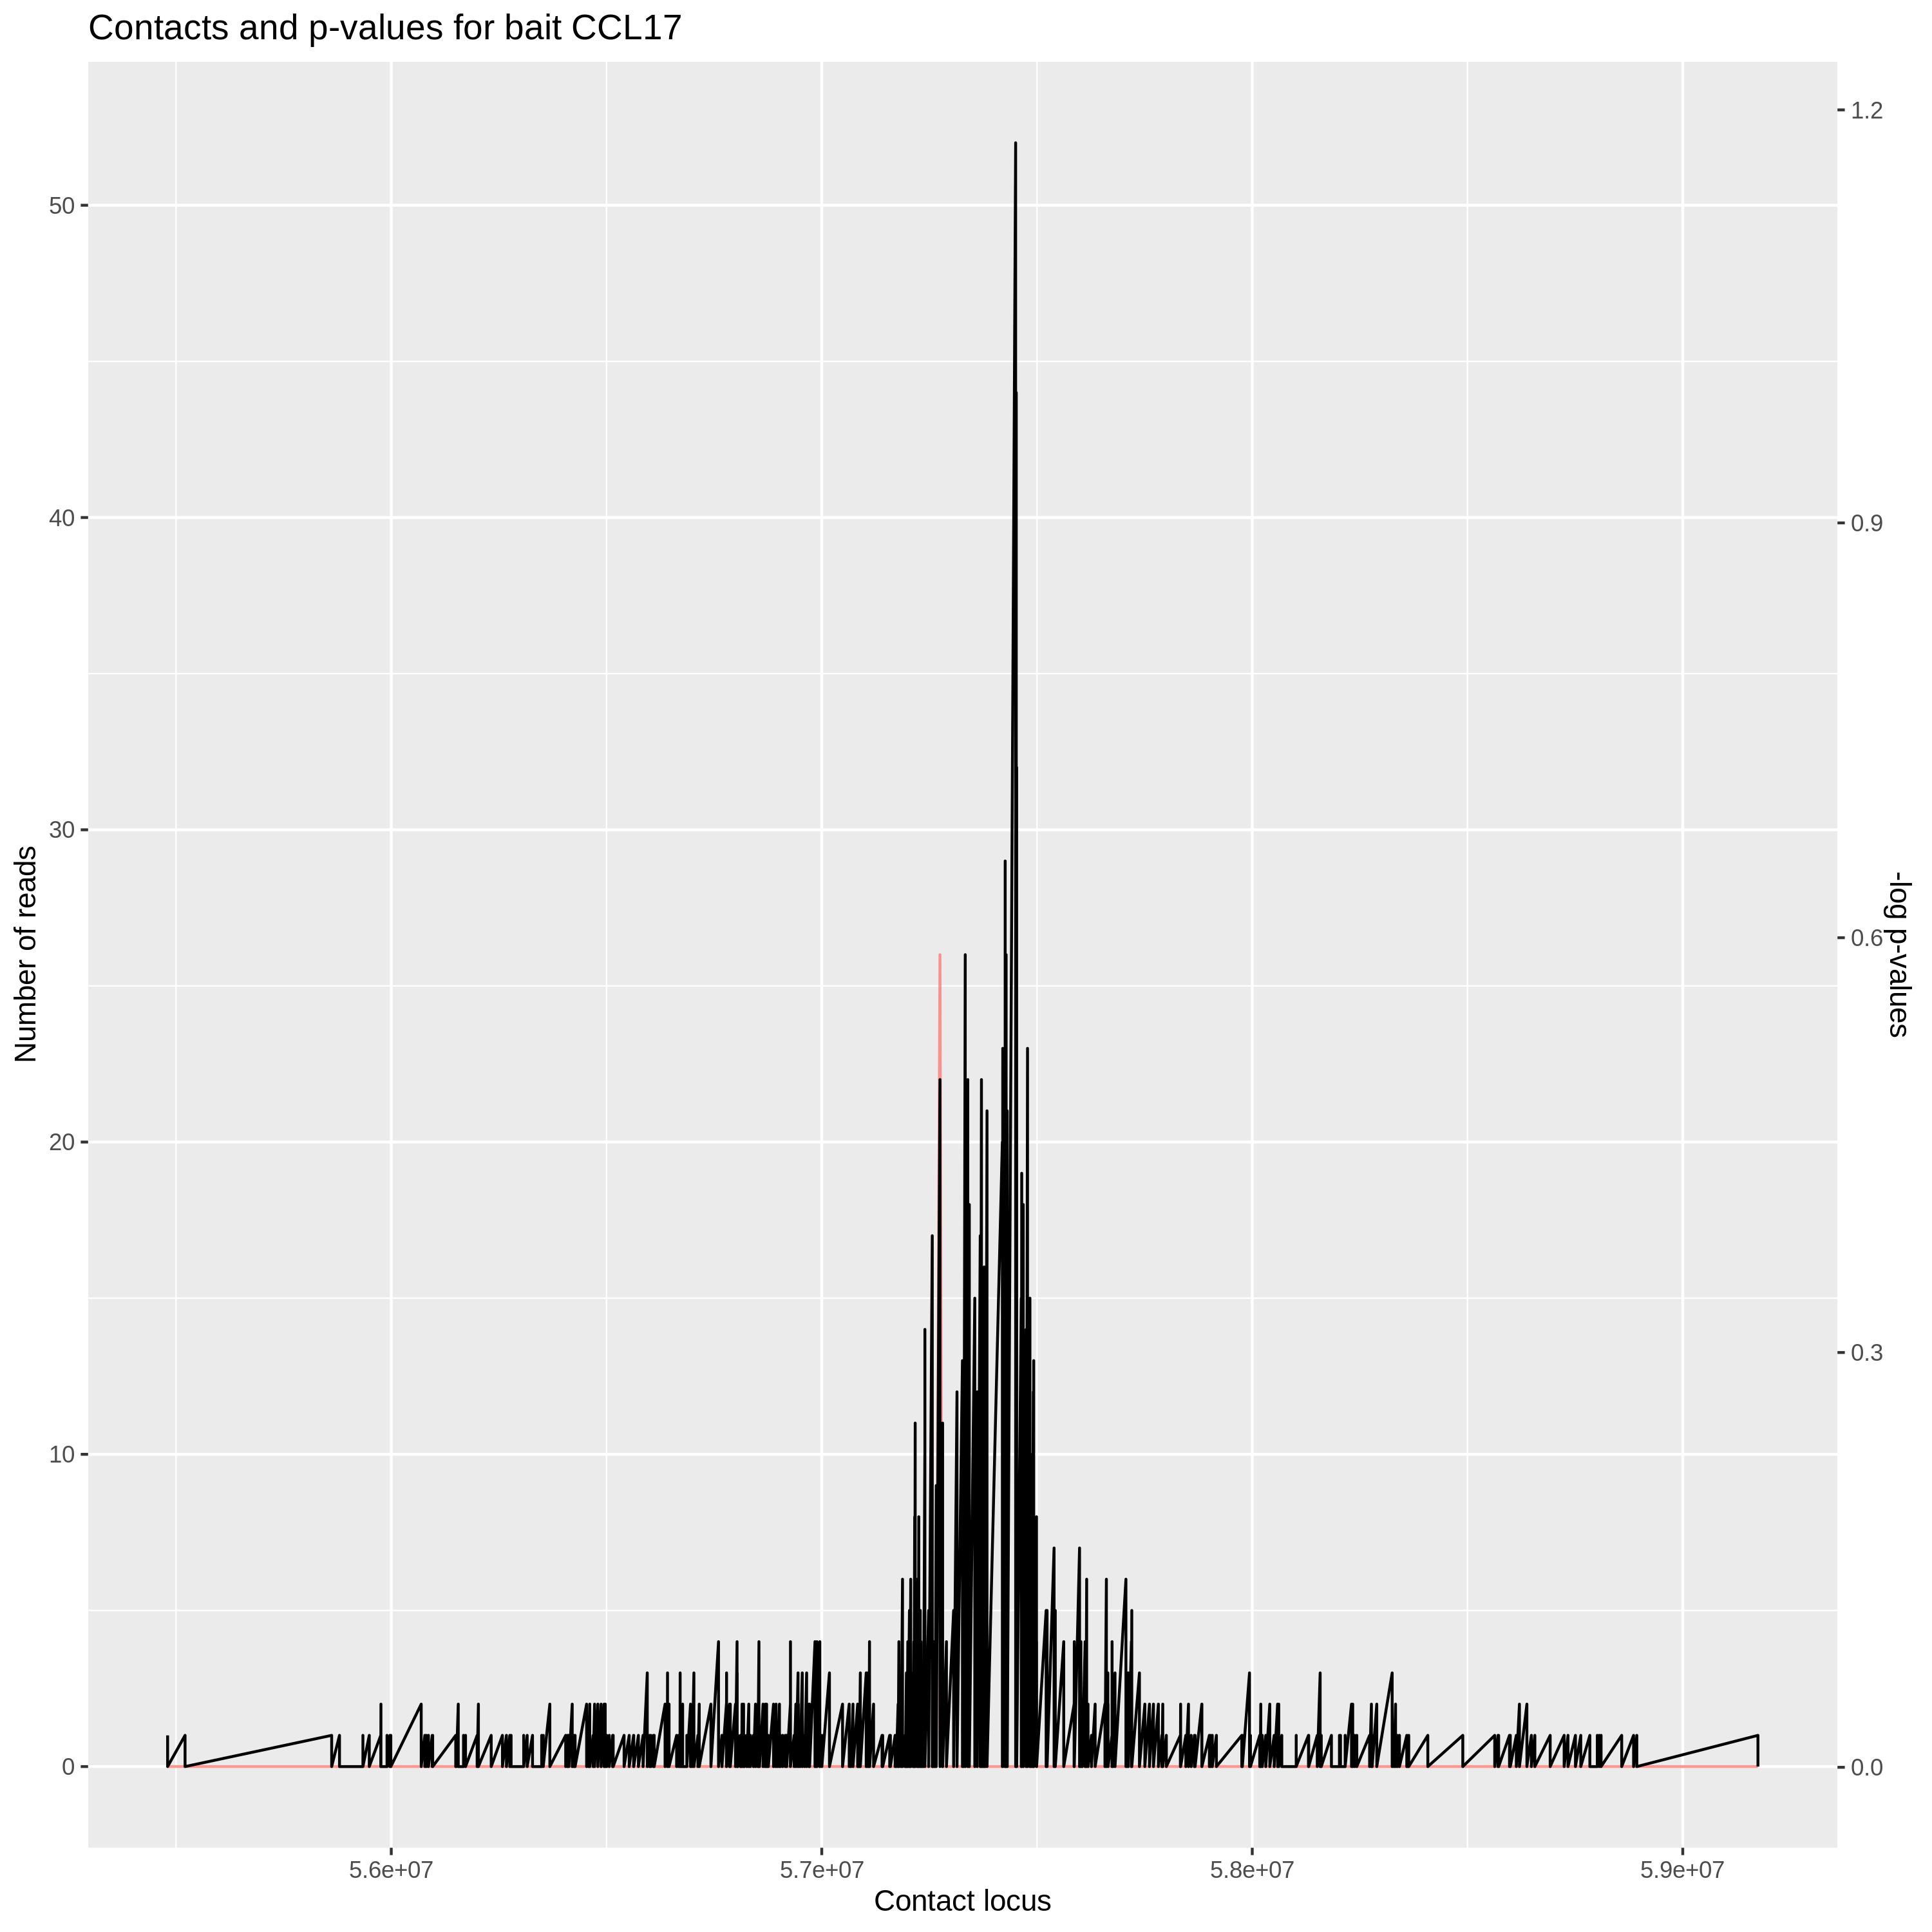 Contacts and p-values for bait CCL17
1.2
50
40
0.9
30
Number of reads
0.6
-log p-values
20
0.3
10
0
0.0
5.6e+07
5.7e+07
5.8e+07
5.9e+07
Contact locus